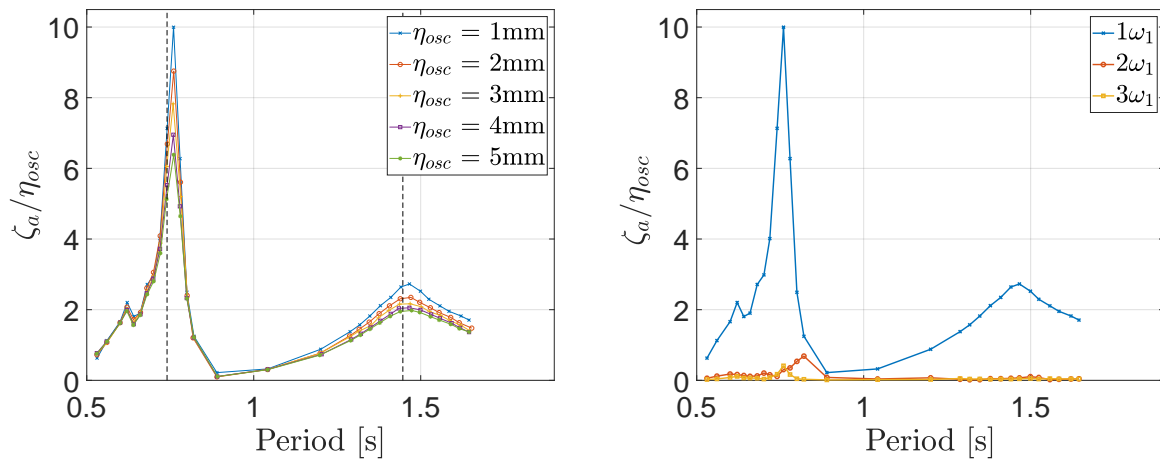 ζa/ηosc
10
8
6
4
2
0
0.5
1
1.5
Period [s]
ηosc = 1mm
ηosc = 2mm
ηosc = 3mm
ηosc = 4mm
ηosc = 5mm
ζa/ηosc
10
8
6
4
2
0
0.5
1
1.5
Period [s]
1ω1
2ω1
3ω1